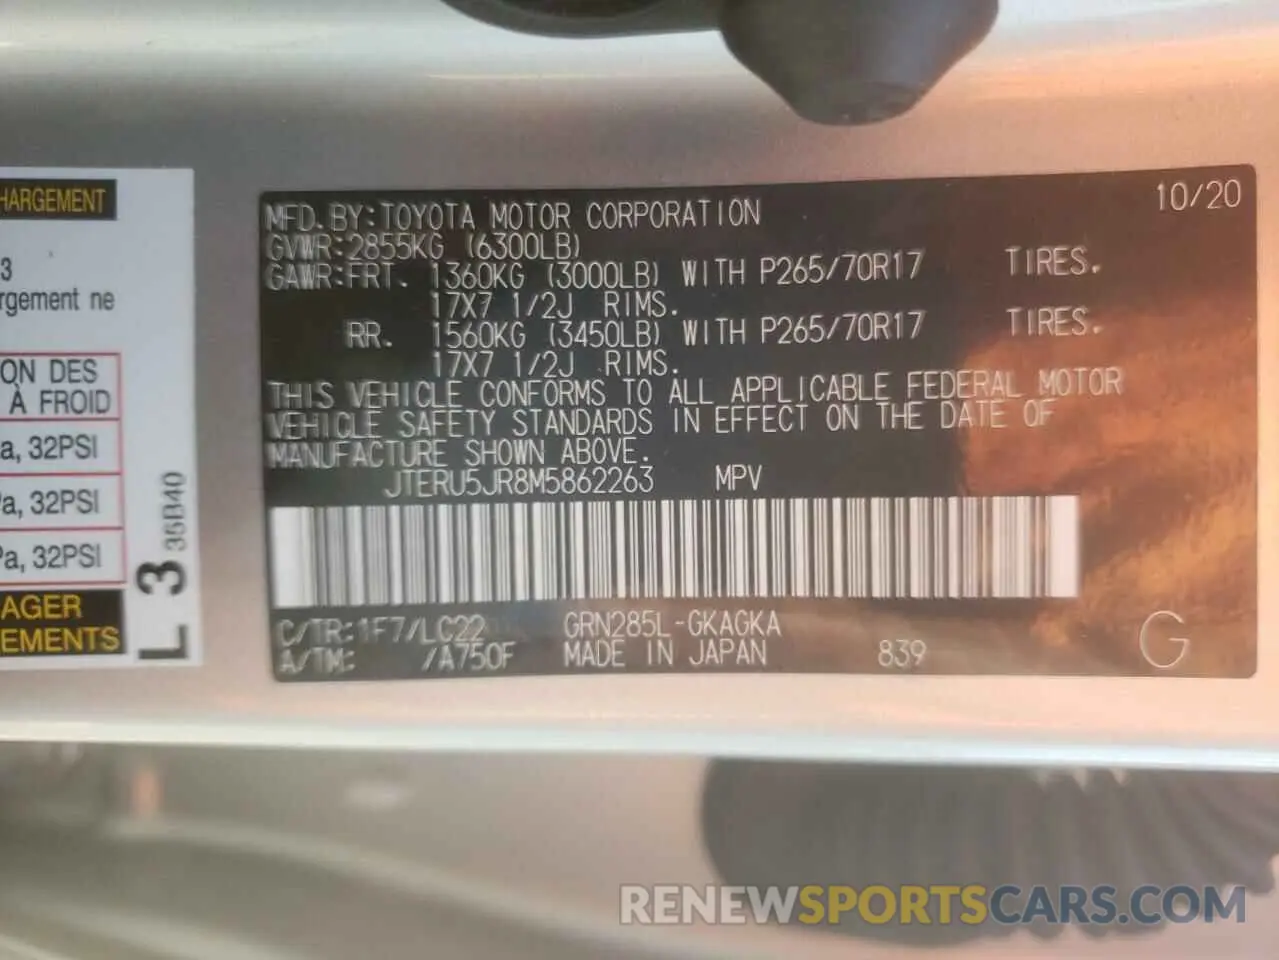 HARGEMENT
3
rgement ne
ON DES
À FROID
a, 32PSI
a, 32PSI
Pa, 32PSI
AGER
EMENTS
L 3 35B40
10/20
MFD.BY:TOYOTA MOTOR CORPORATION
GVWR:2855KG (6300LB)
GAWR:FRT. 1360KG (3000LB) WITH P265/70R17 TIRES.
17X7 1/2J RIMS.
RR. 1560KG (3450LB) WITH P265/70R17 TIRES.
17X7 1/2J RIMS.
THIS VEHICLE CONFORMS TO ALL APPLICABLE FEDERAL MOTOR
VEHICLE SAFETY STANDARDS IN EFFECT ON THE DATE OF
MANUFACTURE SHOWN ABOVE.
JTERU5JR8M5862263 MPV
C/TR:1F7/LC22 GRN285L-GKAGKA
A/TM: /A750F MADE IN JAPAN 839 G
RENEWSPORTSCARS.COM